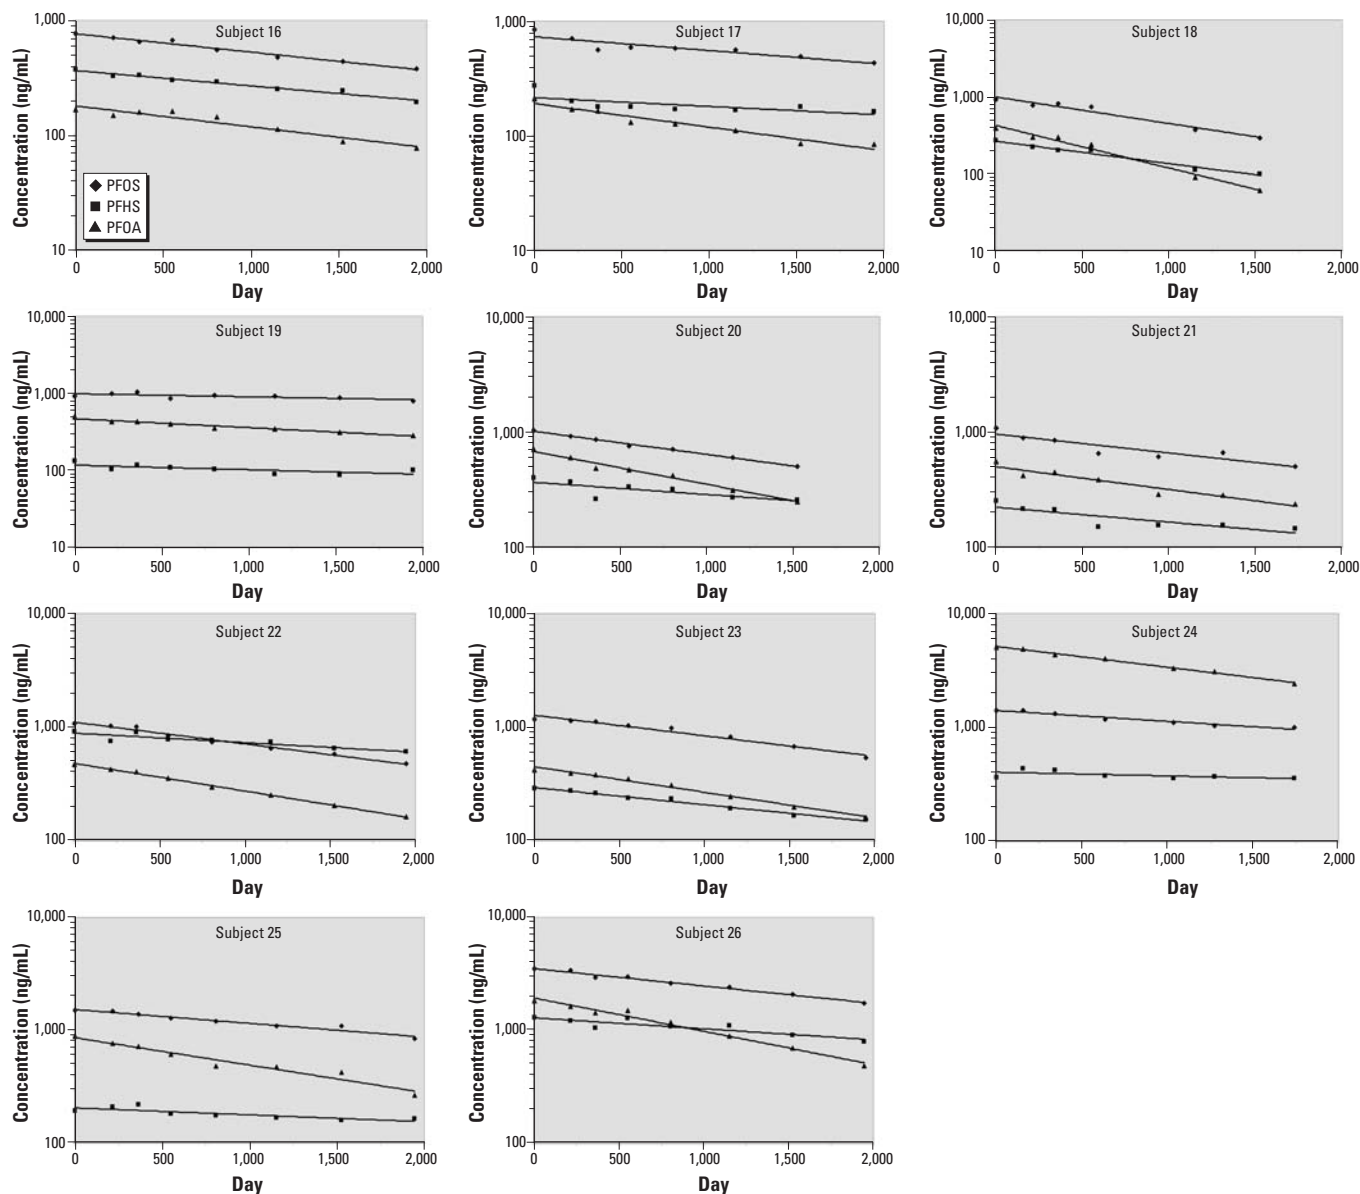 Subject 16
Concentration (ng/mL)
1,000
100
10
PFOS
PFHS
PFOA
0 500 1,000 1,500 2,000
Day
Subject 17
Concentration (ng/mL)
1,000
100
10
0 500 1,000 1,500 2,000
Day
Subject 18
Concentration (ng/mL)
10,000
1,000
100
10
0 500 1,000 1,500 2,000
Day
Subject 19
Concentration (ng/mL)
10,000
1,000
100
10
0 500 1,000 1,500 2,000
Day
Subject 20
Concentration (ng/mL)
10,000
1,000
100
0 500 1,000 1,500 2,000
Day
Subject 21
Concentration (ng/mL)
10,000
1,000
100
0 500 1,000 1,500 2,000
Day
Subject 22
Concentration (ng/mL)
10,000
1,000
100
0 500 1,000 1,500 2,000
Day
Subject 23
Concentration (ng/mL)
10,000
1,000
100
0 500 1,000 1,500 2,000
Day
Subject 24
Concentration (ng/mL)
10,000
1,000
100
0 500 1,000 1,500 2,000
Day
Subject 25
Concentration (ng/mL)
10,000
1,000
100
0 500 1,000 1,500 2,000
Day
Subject 26
Concentration (ng/mL)
10,000
1,000
100
0 500 1,000 1,500 2,000
Day